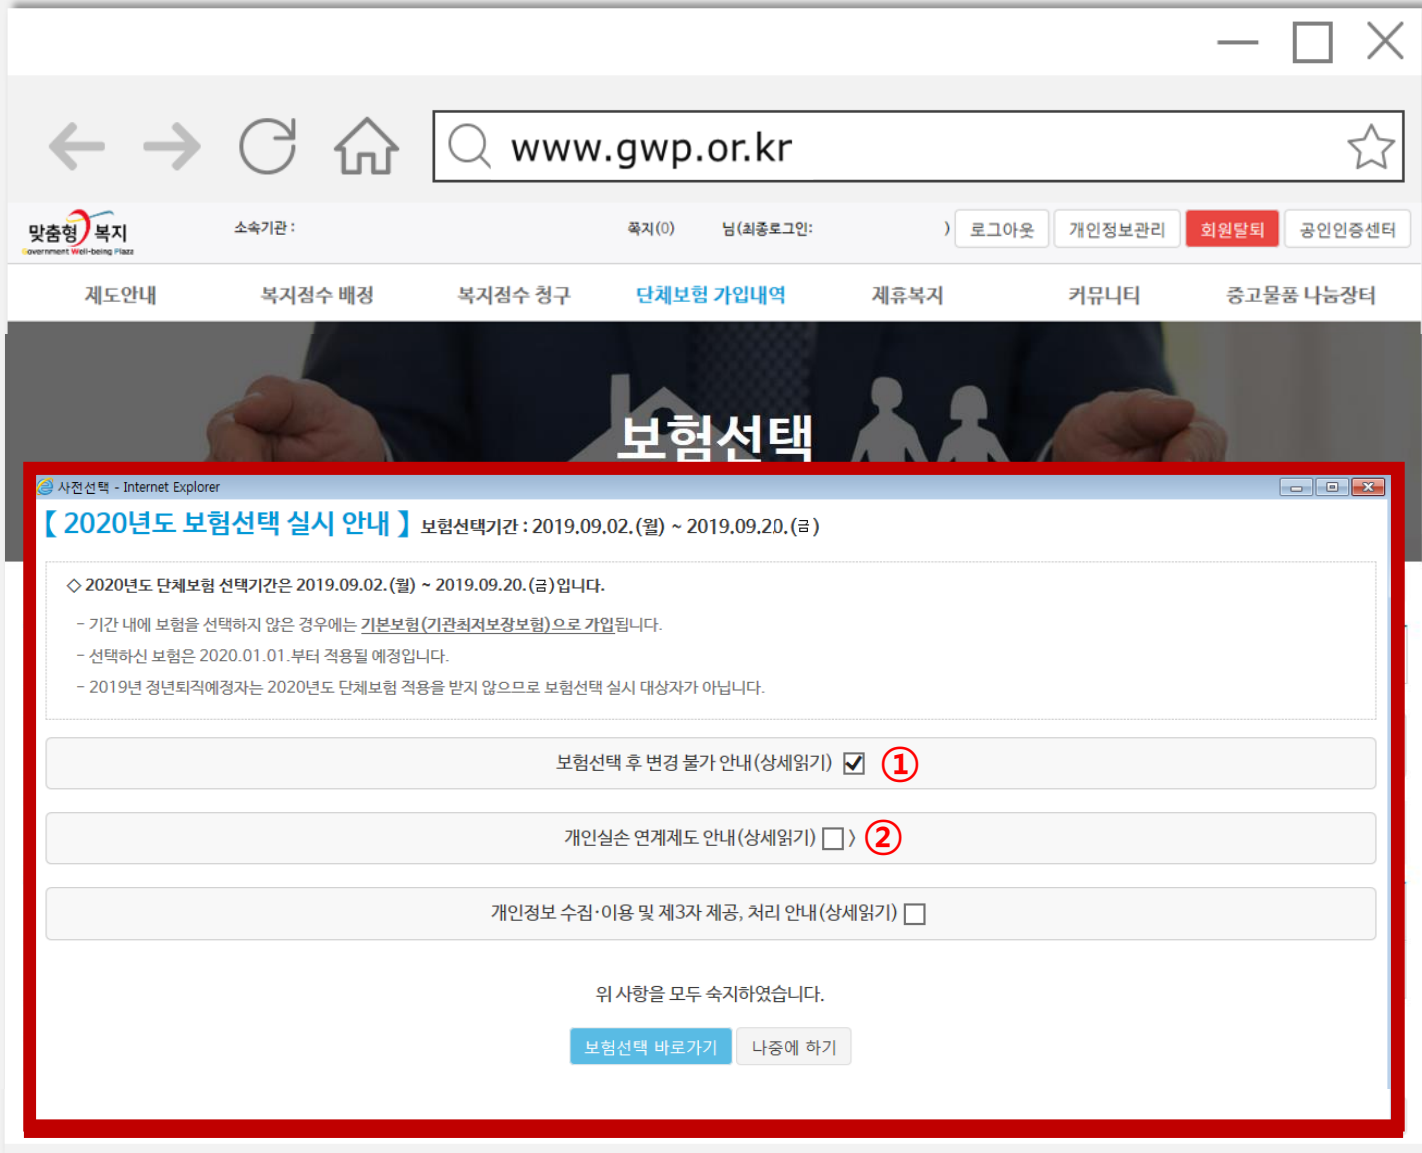 www.gwp.or.kr
맞춤형 복지
Government Well-being Plaza
소속기관 :
쪽지(0)
님(최종로그인: )
로그아웃
개인정보관리
회원탈퇴
공인인증센터
제도안내
복지점수 배정
복지점수 청구
단체보험 가입내역
제휴복지
커뮤니티
중고물품 나눔장터
보험선택
사전선택 - Internet Explorer
【 2020년도 보험선택 실시 안내 】 보험선택기간 : 2019.09.02.(월) ~ 2019.09.20.(금)
◇ 2020년도 단체보험 선택기간은 2019.09.02.(월) ~ 2019.09.20.(금)입니다.
- 기간 내에 보험을 선택하지 않은 경우에는 기본보험(기관최저보장보험)으로 가입됩니다.
- 선택하신 보험은 2020.01.01.부터 적용될 예정입니다.
- 2019년 정년퇴직예정자는 2020년도 단체보험 적용을 받지 않으므로 보험선택 실시 대상자가 아닙니다.
보험선택 후 변경 불가 안내(상세읽기) ①
개인실손 연계제도 안내(상세읽기) 〉 ②
개인정보 수집·이용 및 제3자 제공, 처리 안내(상세읽기)
위 사항을 모두 숙지하였습니다.
보험선택 바로가기
나중에 하기